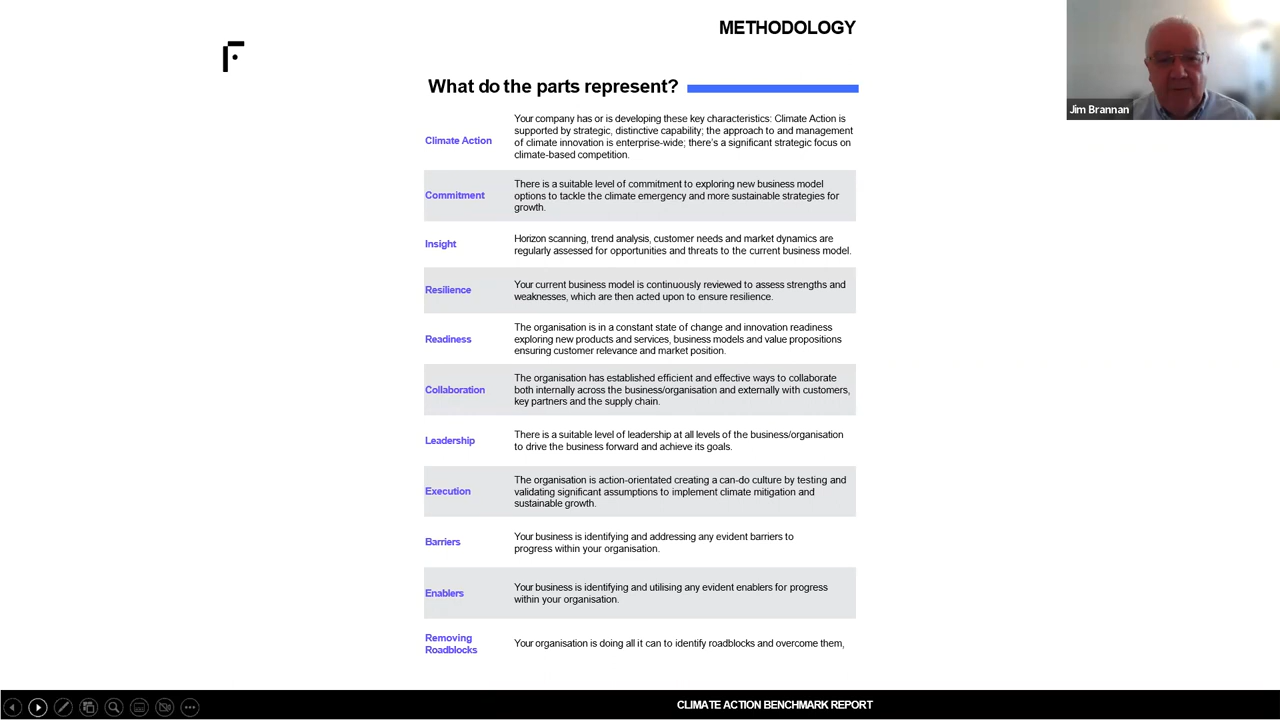 METHODOLOGY
What do the parts represent?
Climate Action
Your company has or is developing these key characteristics: Climate Action is
supported by strategic, distinctive capability; the approach to and management
of climate innovation is enterprise-wide; there's a significant strategic focus on
climate-based competition.
Commitment
There is a suitable level of commitment to exploring new business model
options to tackle the climate emergency and more sustainable strategies for
growth.
Insight
Horizon scanning, trend analysis, customer needs and market dynamics are
regularly assessed for opportunities and threats to the current business model.
Resilience
Your current business model is continuously reviewed to assess strengths and
weaknesses, which are then acted upon to ensure resilience.
Readiness
The organisation is in a constant state of change and innovation readiness
exploring new products and services, business models and value propositions
ensuring customer relevance and market position.
Collaboration
The organisation has established efficient and effective ways to collaborate
both internally across the business/organisation and externally with customers,
key partners and the supply chain.
Leadership
There is a suitable level of leadership at all levels of the business/organisation
to drive the business forward and achieve its goals.
Execution
The organisation is action-orientated creating a can-do culture by testing and
validating significant assumptions to implement climate mitigation and
sustainable growth.
Barriers
Your business is identifying and addressing any evident barriers to
progress within your organisation.
Enablers
Your business is identifying and utilising any evident enablers for progress
within your organisation.
Removing
Roadblocks
Your organisation is doing all it can to identify roadblocks and overcome them,
CLIMATE ACTION BENCHMARK REPORT
Jim Brannan